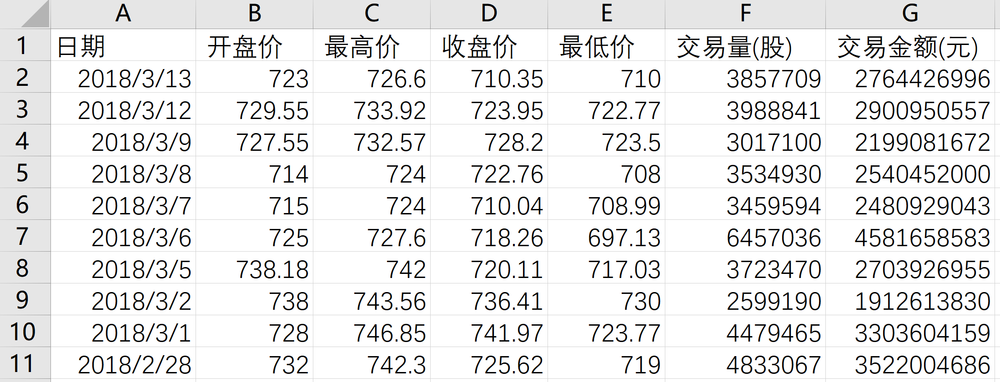 A B C D E F G
1 日期 开盘价 最高价 收盘价 最低价 交易量(股) 交易金额(元)
2 2018/3/13 723 726.6 710.35 710 3857709 2764426996
3 2018/3/12 729.55 733.92 723.95 722.77 3988841 2900950557
4 2018/3/9 727.55 732.57 728.2 723.5 3017100 2199081672
5 2018/3/8 714 724 722.76 708 3534930 2540452000
6 2018/3/7 715 724 710.04 708.99 3459594 2480929043
7 2018/3/6 725 727.6 718.26 697.13 6457036 4581658583
8 2018/3/5 738.18 742 720.11 717.03 3723470 2703926955
9 2018/3/2 738 743.56 736.41 730 2599190 1912613830
10 2018/3/1 728 746.85 741.97 723.77 4479465 3303604159
11 2018/2/28 732 742.3 725.62 719 4833067 3522004686